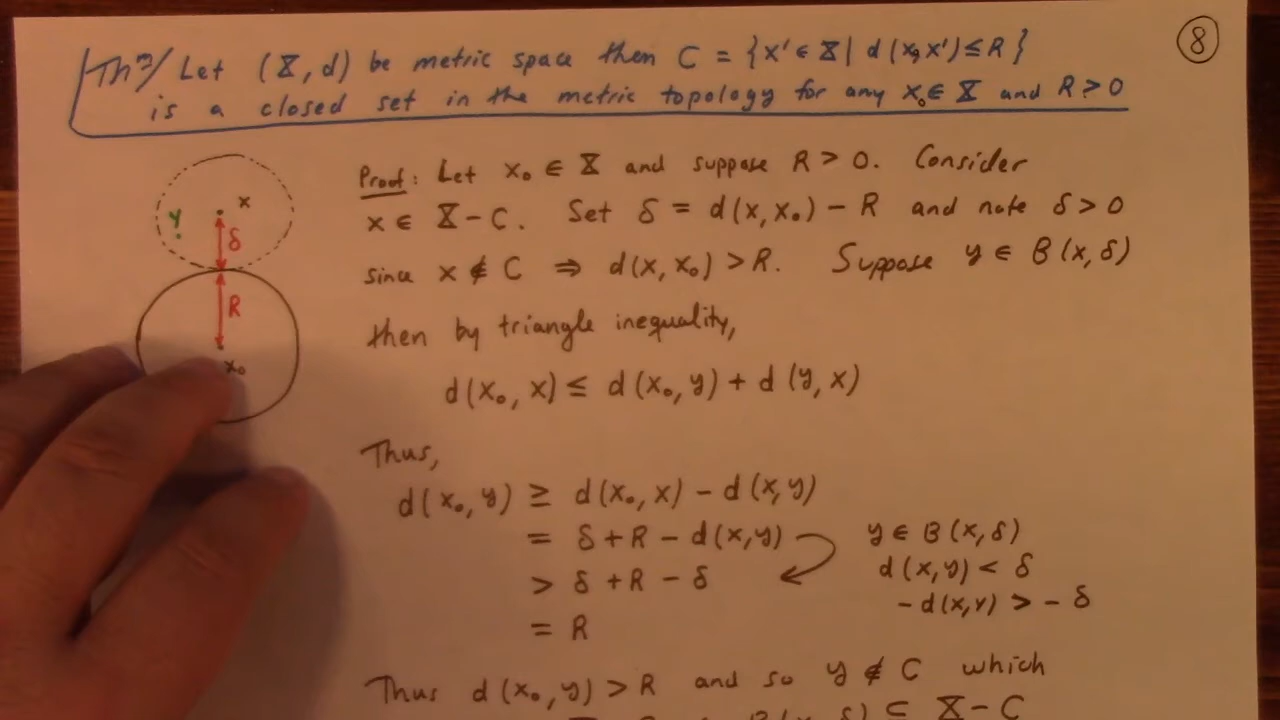 8
Thm/ Let (X, d) be metric space then C = {x' ∈ X | d(x₀, x') ≤ R}
is a closed set in the metric topology for any x₀ ∈ X and R > 0
Proof: Let x₀ ∈ X and suppose R > 0. Consider
x ∈ X - C. Set δ = d(x, x₀) - R and note δ > 0
since x ∉ C ⇒ d(x, x₀) > R. Suppose y ∈ B(x, δ)
then by triangle inequality,
d(x₀, x) ≤ d(x₀, y) + d(y, x)
Thus,
d(x₀, y) ≥ d(x₀, x) - d(x, y)
= δ + R - d(x, y)
> δ + R - δ
= R
y ∈ B(x, δ)
d(x, y) < δ
-d(x, y) > -δ
Thus d(x₀, y) > R and so y ∉ C which
⊆ X - C
x
y
δ
R
x₀